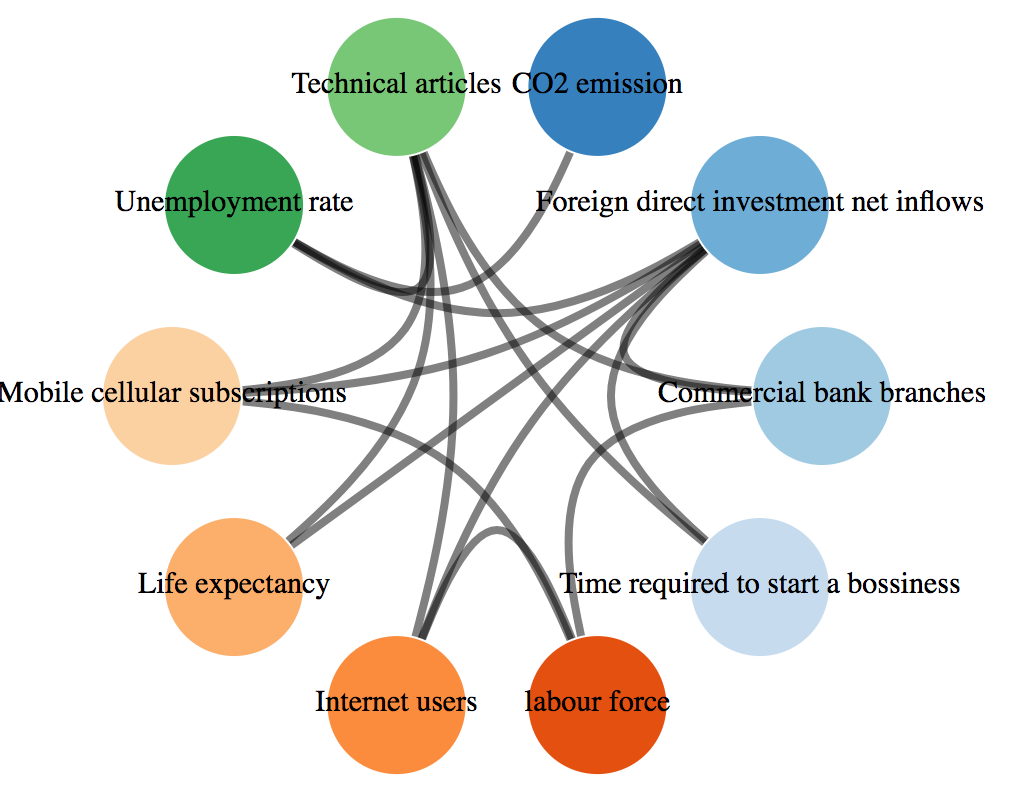 Technical articles
CO2 emission
Unemployment rate
Foreign direct investment net inflows
Mobile cellular subscriptions
Commercial bank branches
Life expectancy
Time required to start a bossiness
Internet users
labour force